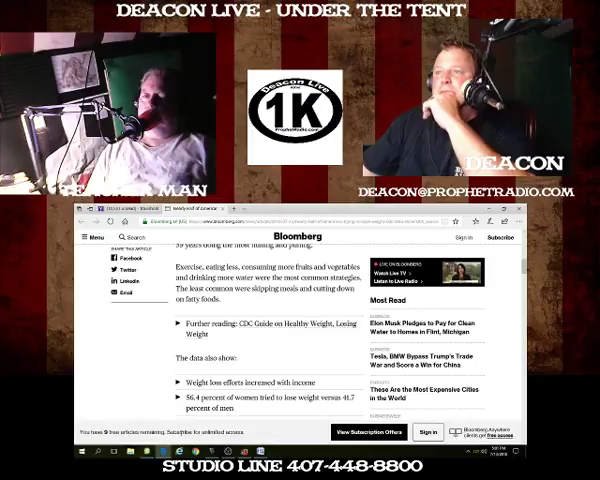 DEACON LIVE - UNDER THE TENT
Deacon Live
1K
ProphetRadio.com
TEACHER MAN
DEACON
DEACON@PROPHETRADIO.COM
Menu
Search
Bloomberg
Sign in
Subscribe
SHARE THIS ARTICLE
Facebook
Twitter
LinkedIn
Email
59 years doing the most huffing and puffing.
Exercise, eating less, consuming more fruits and vegetables
and drinking more water were the most common strategies.
The least common were skipping meals and cutting down
on fatty foods.
Further reading: CDC Guide on Healthy Weight, Losing
Weight
The data also show:
Weight loss efforts increased with income
56.4 percent of women tried to lose weight versus 41.7
percent of men
LIVE ON BLOOMBERG
Watch Live TV
Listen to Live Radio
Most Read
Elon Musk Pledges to Pay for Clean
Water to Homes in Flint, Michigan
Tesla, BMW Bypass Trump's Trade
War and Score a Win for China
These Are the Most Expensive Cities
in the World
You have 9 free articles remaining. Subscribe for unlimited access.
View Subscription Offers
Sign in
Bloomberg Anywhere
clients get free access
STUDIO LINE 407-448-8800